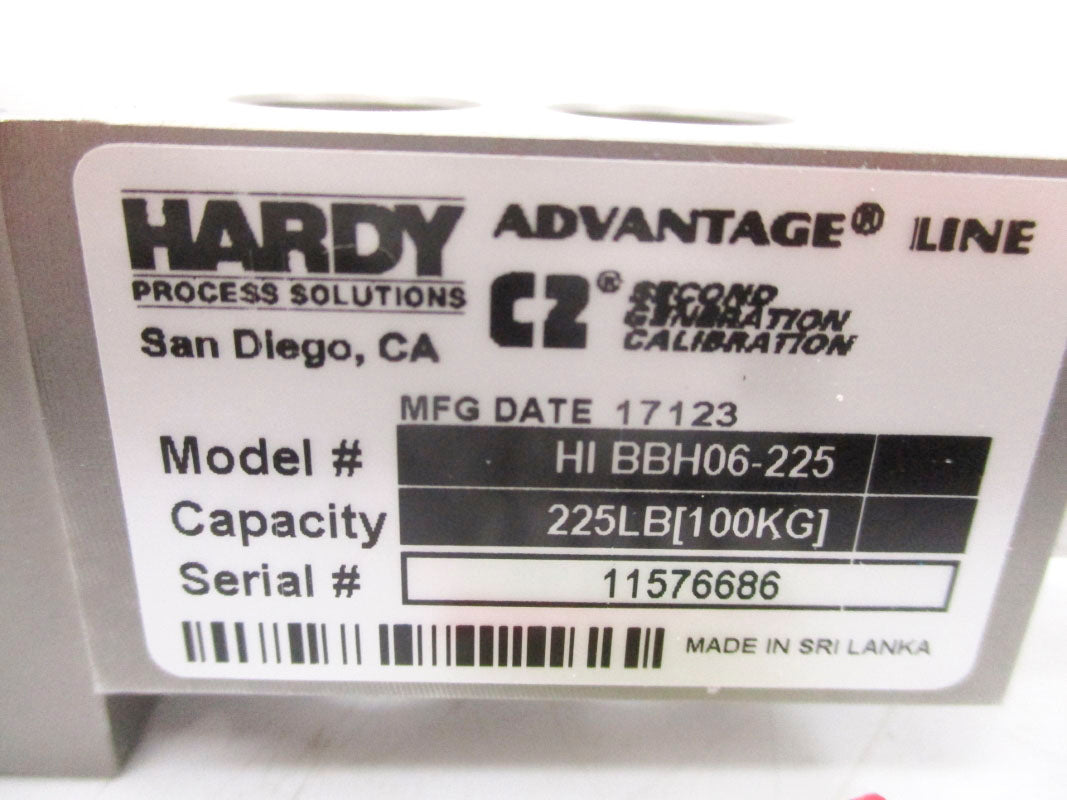 HARDY
PROCESS SOLUTIONS
San Diego, CA
ADVANTAGE® LINE
C2® SECOND
GENERATION
CALIBRATION
MFG DATE 17123
Model # HI BBH06-225
Capacity 225LB[100KG]
Serial # 11576686
MADE IN SRI LANKA